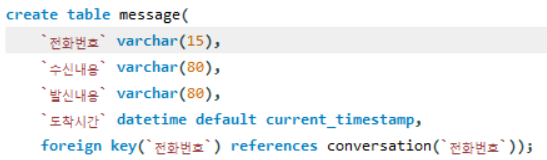 create table message(
`전화번호` varchar(15),
`수신내용` varchar(80),
`발신내용` varchar(80),
`도착시간` datetime default current_timestamp,
foreign key(`전화번호`) references conversation(`전화번호`));